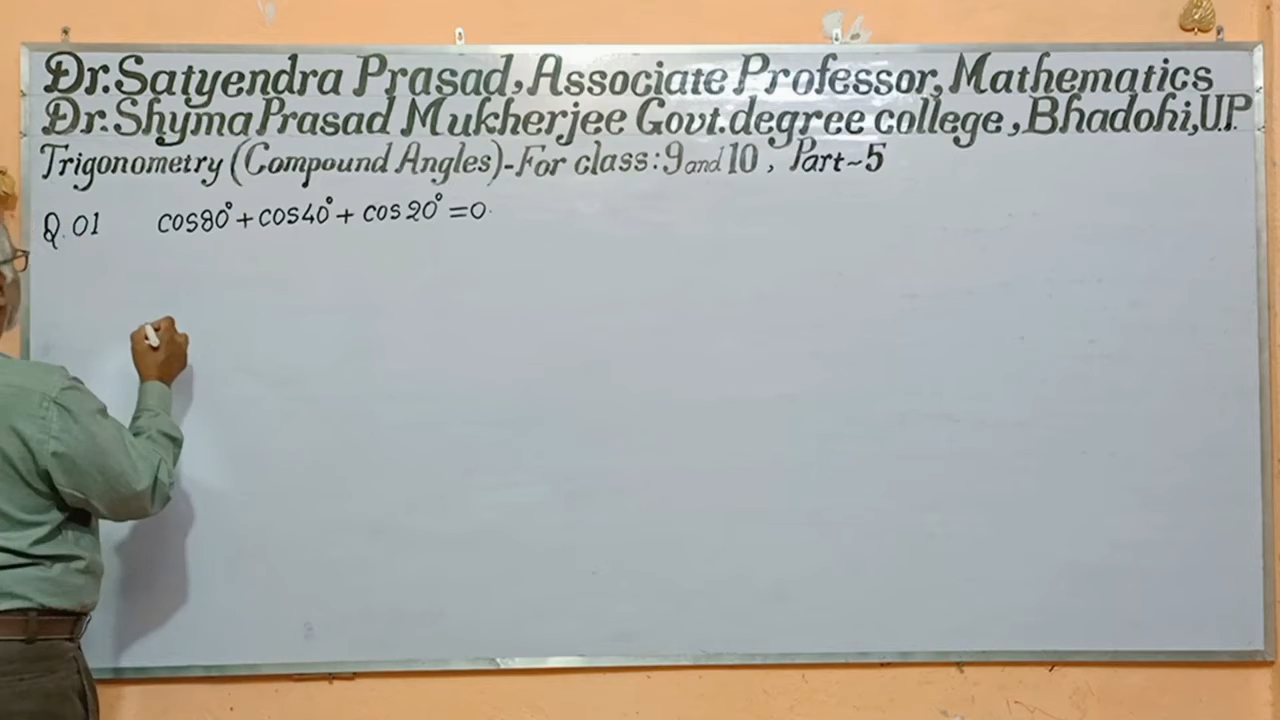 Dr. Satyendra Prasad, Associate Professor, Mathematics
Dr. Shyma Prasad Mukherjee Govt. degree college, Bhadohi, U.P.
Trigonometry (Compound Angles)-For class: 9 and 10, Part~5
Q. 01 cos80° + cos40° + cos20° = 0.